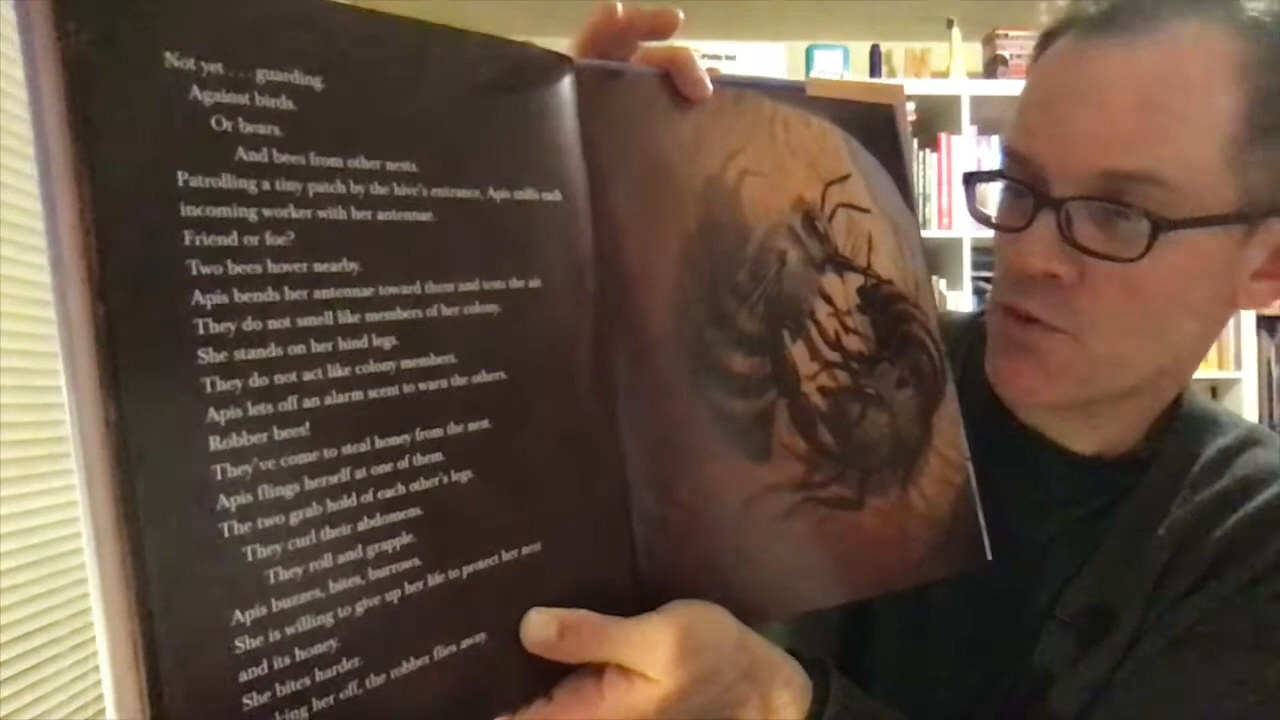 Not yet . . . guarding.
Against birds.
Or bears.
And bees from other nests.
Patrolling a tiny patch by the hive's entrance, Apis sniffs each
incoming worker with her antennae.
Friend or foe?
Two bees hover nearby.
Apis bends her antennae toward them and tests the air.
They do not smell like members of her colony.
She stands on her hind legs.
They do not act like colony members.
Apis lets off an alarm scent to warn the others.
Robber bees!
They've come to steal honey from the nest.
Apis flings herself at one of them.
The two grab hold of each other's legs.
They curl their abdomens.
They roll and grapple.
Apis buzzes, bites, burrows.
She is willing to give up her life to protect her nest
and its honey.
She bites harder.
her off, the robber flies away.